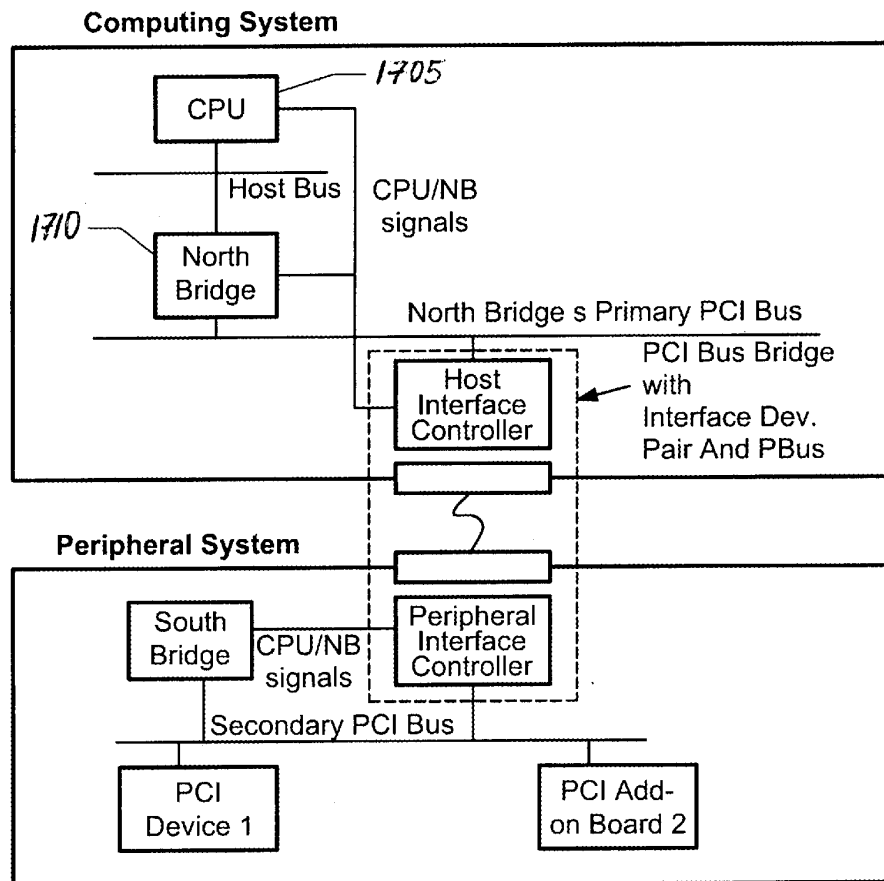 Computing System
1705
CPU
Host Bus
CPU/NB
signals
1710
North
Bridge
North Bridge s Primary PCI Bus
PCI Bus Bridge
with
Interface Dev.
Pair And PBus
Host
Interface
Controller
Peripheral System
South
Bridge
CPU/NB
signals
Peripheral
Interface
Controller
Secondary PCI Bus
PCI
Device 1
PCI Add-
on Board 2